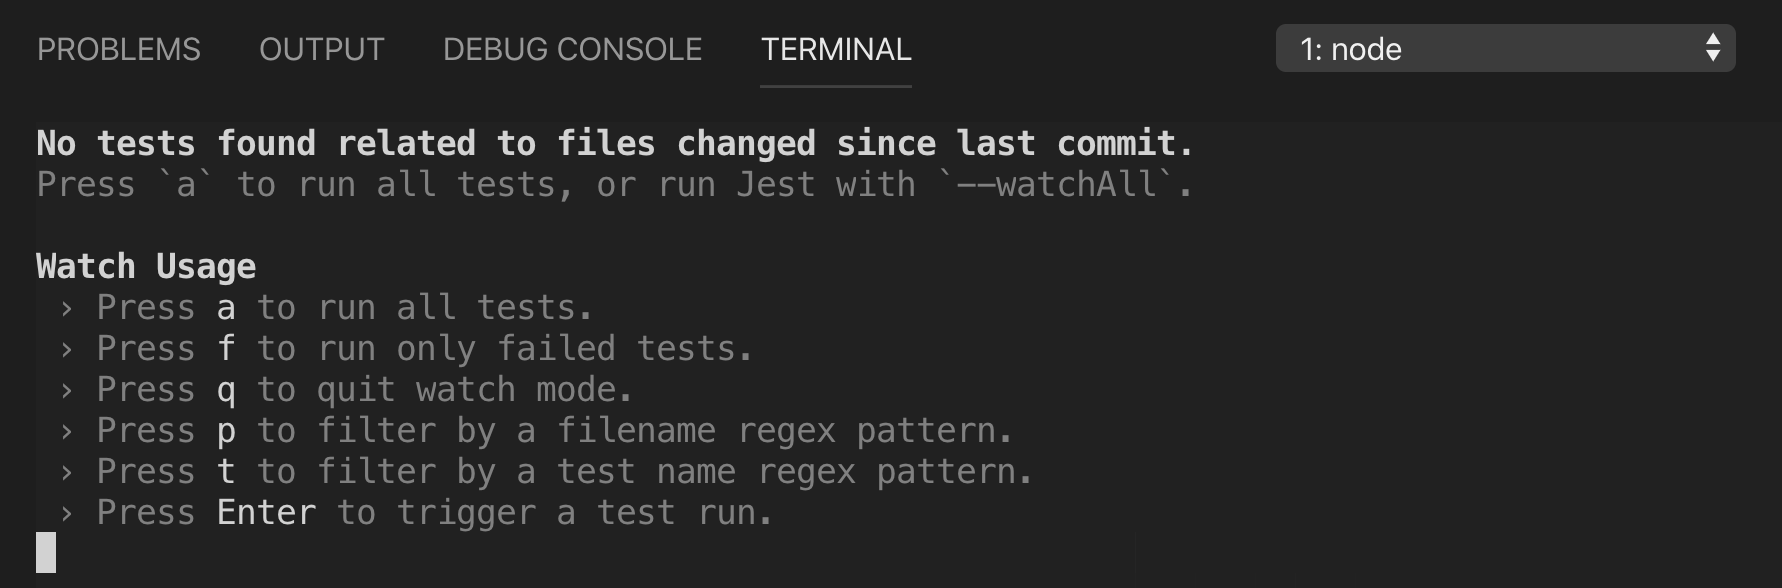 PROBLEMS OUTPUT DEBUG CONSOLE TERMINAL 1: node
No tests found related to files changed since last commit.
Press `a` to run all tests, or run Jest with `--watchAll`.
Watch Usage
› Press a to run all tests.
› Press f to run only failed tests.
› Press q to quit watch mode.
› Press p to filter by a filename regex pattern.
› Press t to filter by a test name regex pattern.
› Press Enter to trigger a test run.